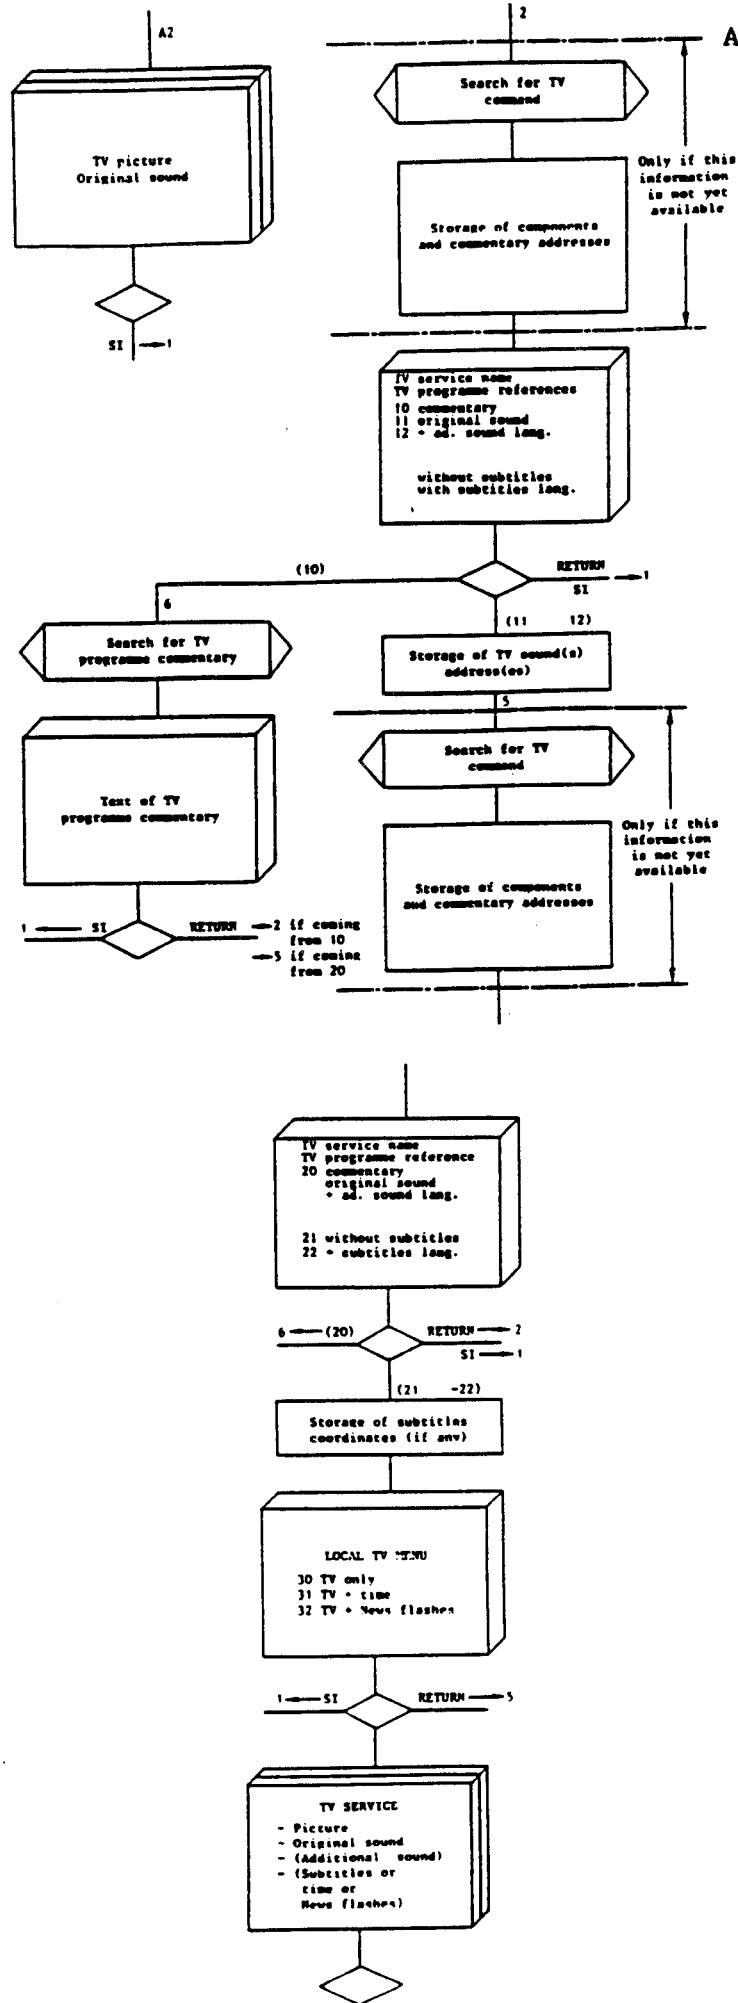 A2
TV picture
Original sound
SI → 1
2
A
Search for TV
command
Only if this
information
is not yet
available
Storage of components
and commentary addresses
TV service name
TV programme references
10 commentary
11 original sound
12 + ad. sound lang.
without subtitles
with subtitles lang.
(10)
RETURN
SI → 1
6
(11 12)
Search for TV
programme commentary
Storage of TV sound(s)
address(es)
5
Search for TV
command
Text of TV
programme commentary
Only if this
information
is not yet
available
Storage of components
and commentary addresses
1 ← SI
RETURN
→ 2 if coming
from 10
→ 5 if coming
from 20
TV service name
TV programme reference
20 commentary
original sound
+ ad. sound lang.
21 without subtitles
22 + subtitles lang.
6 ← (20)
RETURN → 2
SI → 1
(21 -22)
Storage of subtitles
coordinates (if any)
LOCAL TV MENU
30 TV only
31 TV + time
32 TV + News flashes
1 ← SI
RETURN → 5
TV SERVICE
- Picture
- Original sound
- (Additional sound)
- (Subtitles or
time or
News flashes)